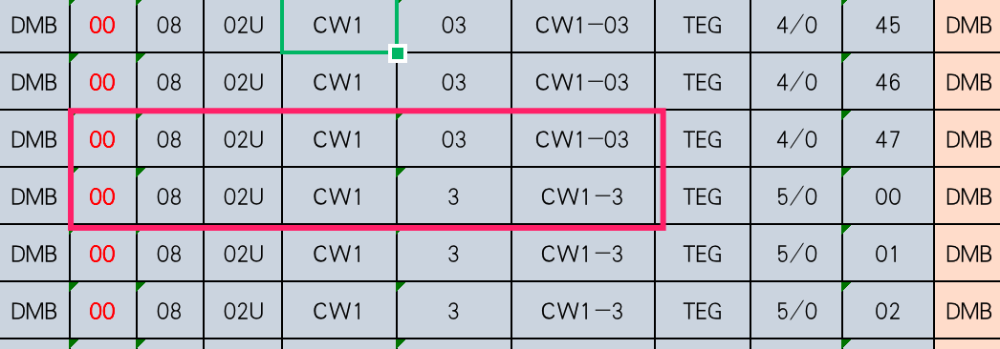 DMB 00 08 02U CW1 03 CW1-03 TEG 4/0 45 DMB
DMB 00 08 02U CW1 03 CW1-03 TEG 4/0 46 DMB
DMB 00 08 02U CW1 03 CW1-03 TEG 4/0 47 DMB
DMB 00 08 02U CW1 3 CW1-3 TEG 5/0 00 DMB
DMB 00 08 02U CW1 3 CW1-3 TEG 5/0 01 DMB
DMB 00 08 02U CW1 3 CW1-3 TEG 5/0 02 DMB